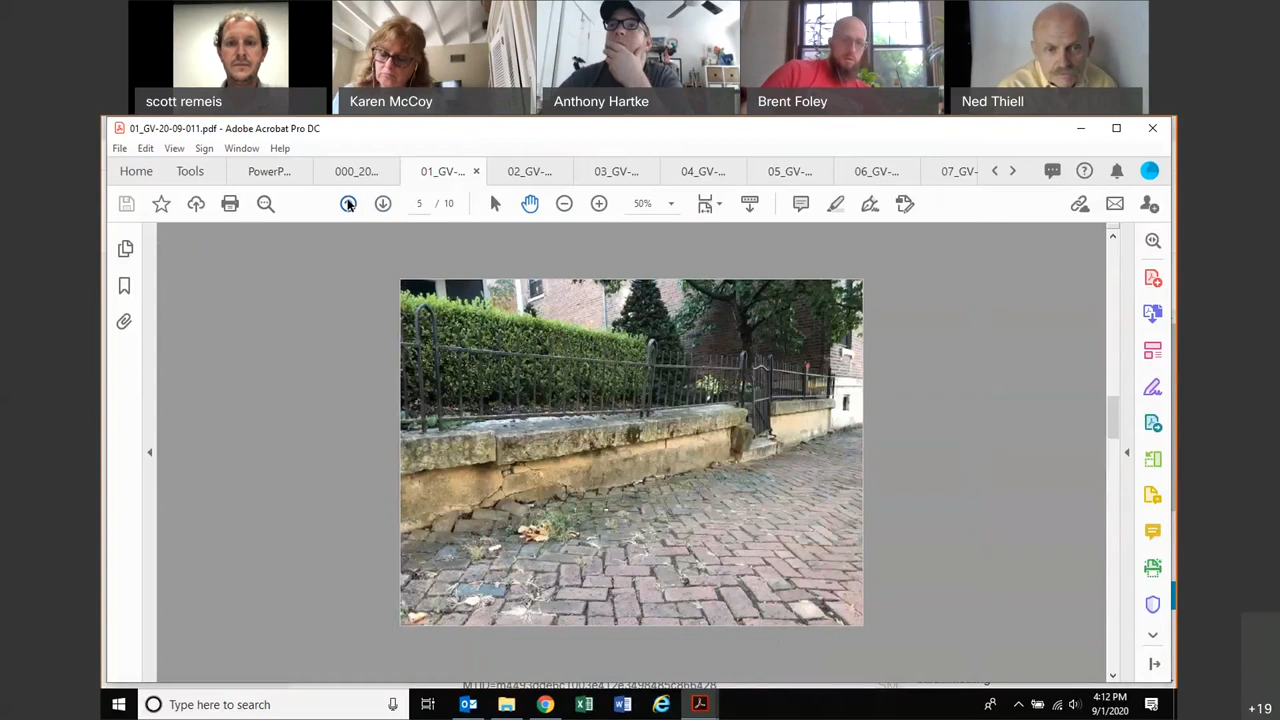 scott remeis
Karen McCoy
Anthony Hartke
Brent Foley
Ned Thiell
01_GV-20-09-011.pdf - Adobe Acrobat Pro DC
File Edit View Sign Window Help
Home Tools PowerP... 000_20... 01_GV-... × 02_GV-... 03_GV-... 04_GV-... 05_GV-... 06_GV-... 07_GV-
5 / 10 50%
Type here to search
4:12 PM
9/1/2020
+19